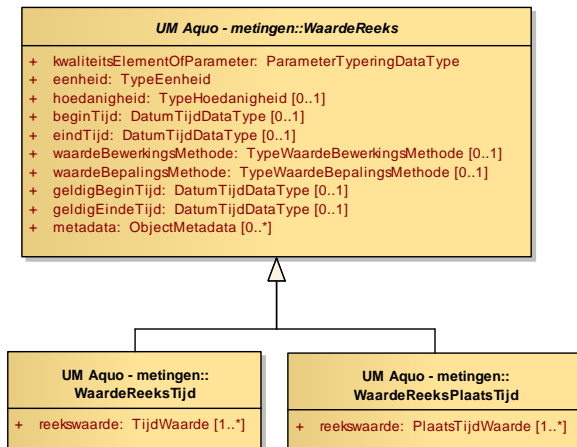 UM Aquo - metingen::WaardeReeks
+ kwaliteitsElementOfParameter: ParameterTyperingDataType
+ eenheid: TypeEenheid
+ hoedanigheid: TypeHoedanigheid [0..1]
+ beginTijd: DatumTijdDataType [0..1]
+ eindTijd: DatumTijdDataType [0..1]
+ waardeBewerkingsMethode: TypeWaardeBewerkingsMethode [0..1]
+ waardeBepalingsMethode: TypeWaardeBepalingsMethode [0..1]
+ geldigBeginTijd: DatumTijdDataType [0..1]
+ geldigEindeTijd: DatumTijdDataType [0..1]
+ metadata: ObjectMetadata [0..*]
UM Aquo - metingen::
WaardeReeksTijd
+ reekswaarde: TijdWaarde [1..*]
UM Aquo - metingen::
WaardeReeksPlaatsTijd
+ reekswaarde: PlaatsTijdWaarde [1..*]